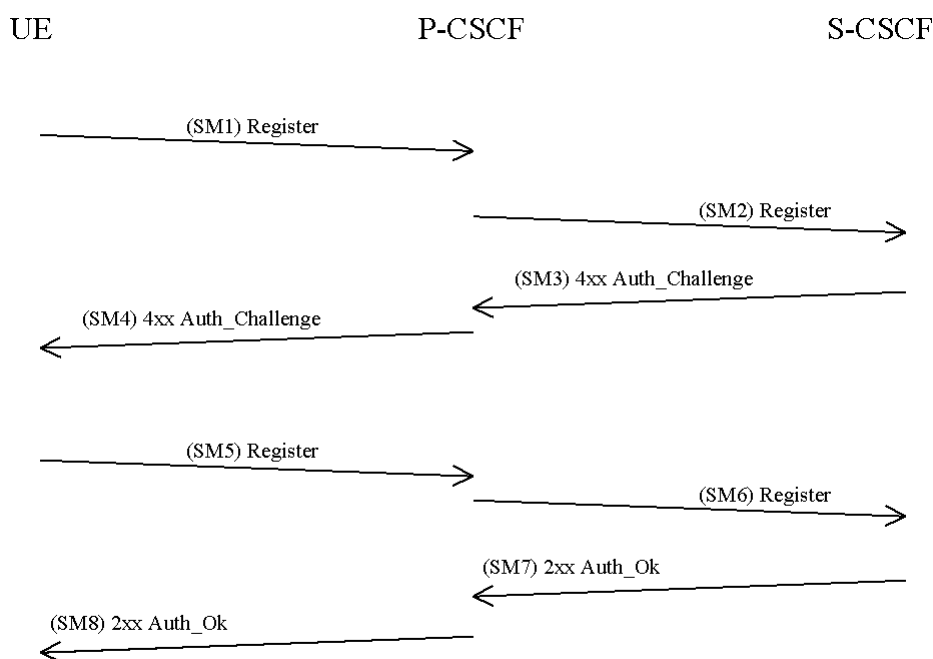 UE
P-CSCF
S-CSCF
(SM1) Register
(SM2) Register
(SM3) 4xx Auth_Challenge
(SM4) 4xx Auth_Challenge
(SM5) Register
(SM6) Register
(SM7) 2xx Auth_Ok
(SM8) 2xx Auth_Ok